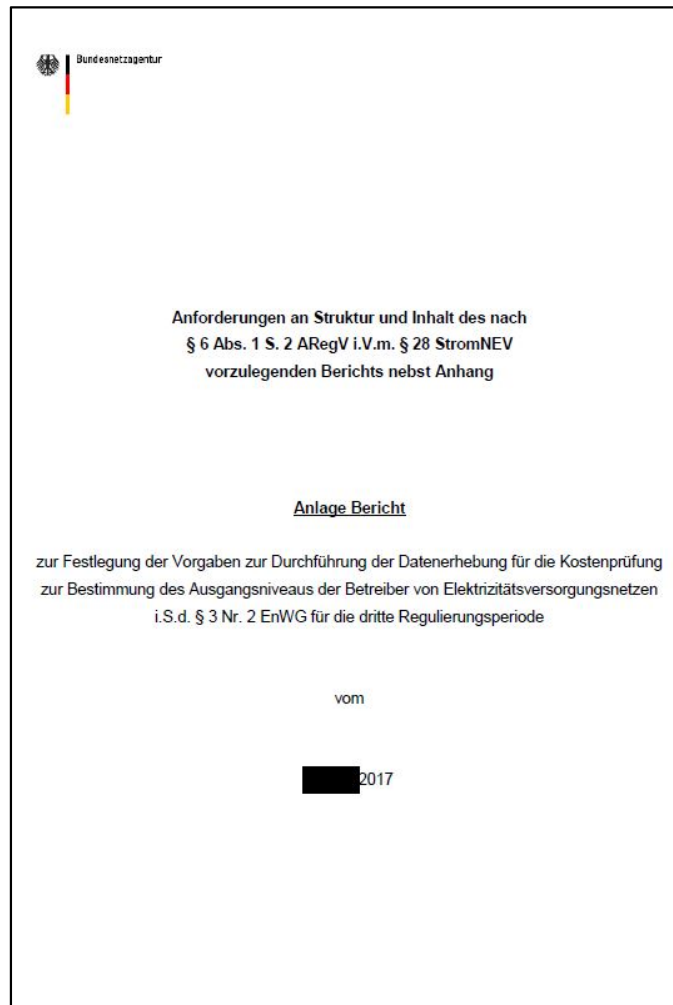 Bundesnetzagentur
Anforderungen an Struktur und Inhalt des nach
§ 6 Abs. 1 S. 2 ARegV i.V.m. § 28 StromNEV
vorzulegenden Berichts nebst Anhang
Anlage Bericht
zur Festlegung der Vorgaben zur Durchführung der Datenerhebung für die Kostenprüfung
zur Bestimmung des Ausgangsniveaus der Betreiber von Elektrizitätsversorgungsnetzen
i.S.d. § 3 Nr. 2 EnWG für die dritte Regulierungsperiode
vom
2017